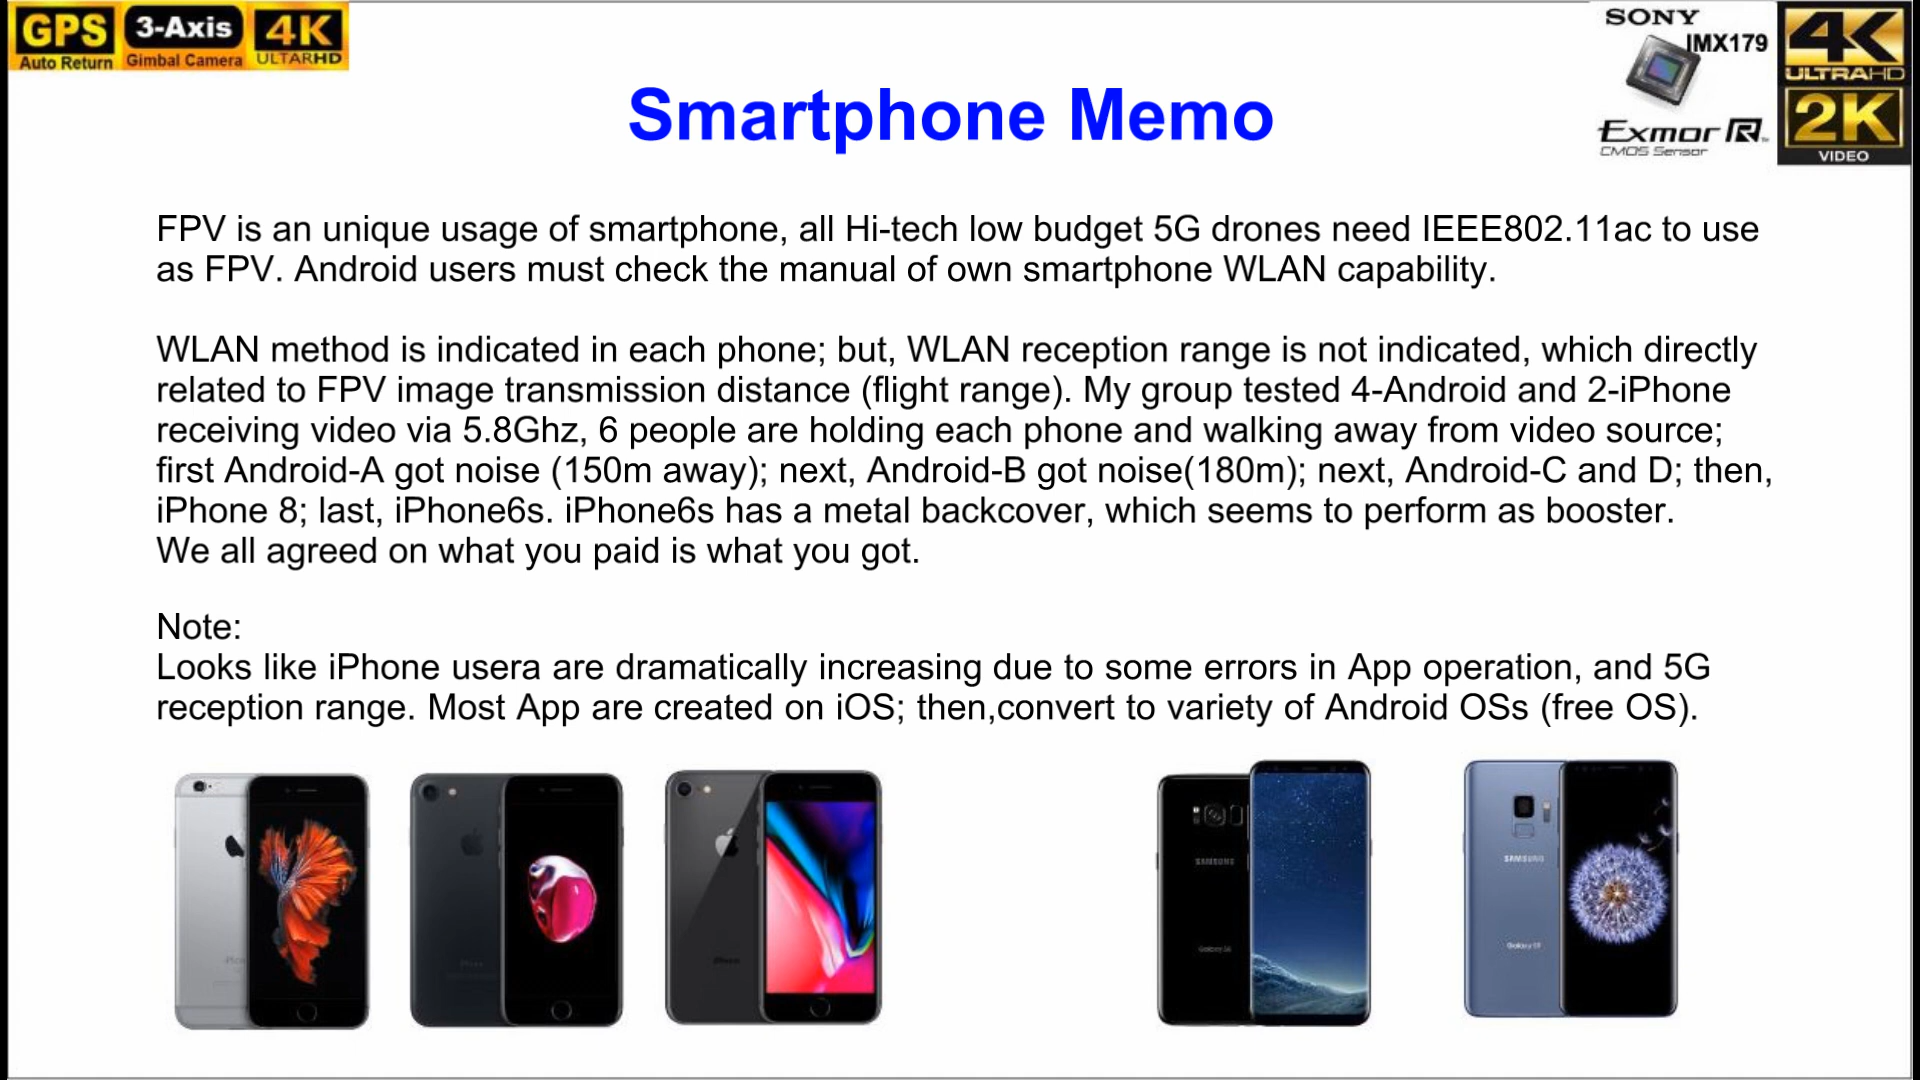 GPS
Auto Return
3-Axis
Gimbal Camera
4K
ULTARHD
SONY
IMX179
Exmor R™
CMOS Sensor
4K
ULTRAHD
2K
VIDEO
Smartphone Memo
FPV is an unique usage of smartphone, all Hi-tech low budget 5G drones need IEEE802.11ac to use
as FPV. Android users must check the manual of own smartphone WLAN capability.
WLAN method is indicated in each phone; but, WLAN reception range is not indicated, which directly
related to FPV image transmission distance (flight range). My group tested 4-Android and 2-iPhone
receiving video via 5.8Ghz, 6 people are holding each phone and walking away from video source;
first Android-A got noise (150m away); next, Android-B got noise(180m); next, Android-C and D; then,
iPhone 8; last, iPhone6s. iPhone6s has a metal backcover, which seems to perform as booster.
We all agreed on what you paid is what you got.
Note:
Looks like iPhone usera are dramatically increasing due to some errors in App operation, and 5G
reception range. Most App are created on iOS; then,convert to variety of Android OSs (free OS).
SAMSUNG
SAMSUNG